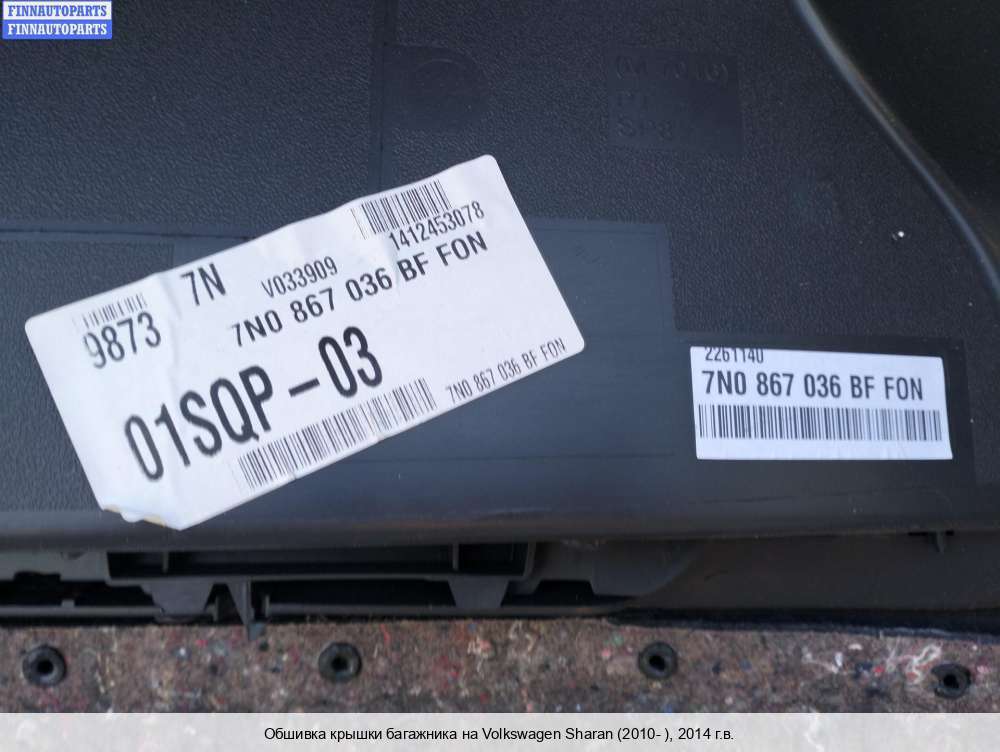 FINNAUTOPARTS
FINNAUTOPARTS
1412453078
7N
V033909
7N0 867 036 BF FON
9873
01SQP-03
7N0 867 036 BF FON
2261140
7N0 867 036 BF FON
Обшивка крышки багажника на Volkswagen Sharan (2010- ), 2014 г.в.